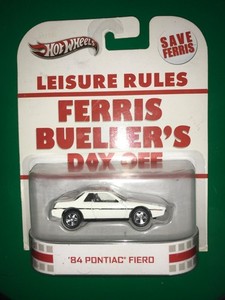 Hot Wheels
SAVE
FERRIS
LEISURE RULES
FERRIS
BUELLER'S
DAY OFF
'84 PONTIAC FIERO